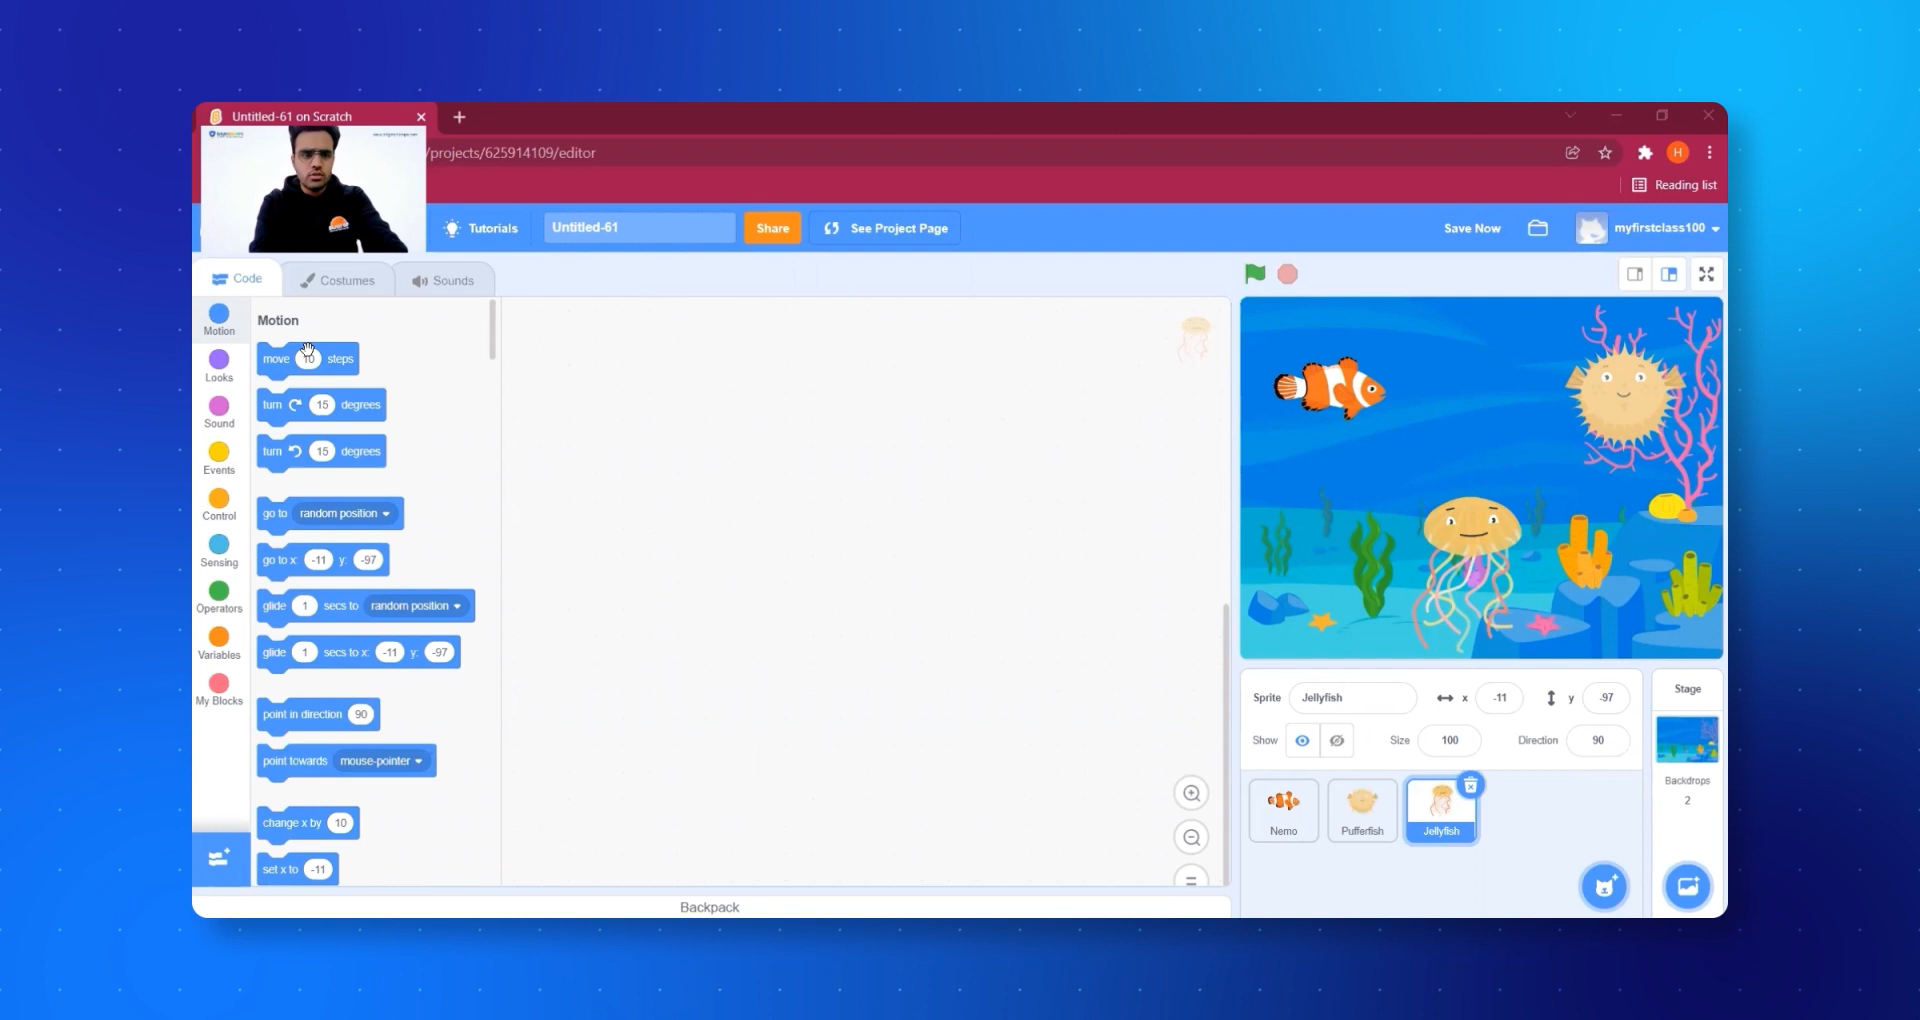 Untitled-61 on Scratch
/projects/625914109/editor
H
Reading list
Tutorials
Untitled-61
Share
See Project Page
Save Now
myfirstclass100
Code
Costumes
Sounds
Motion
Looks
Sound
Events
Control
Sensing
Operators
Variables
My Blocks
Motion
move 10 steps
turn 15 degrees
turn 15 degrees
go to random position
go to x: -11 y: -97
glide 1 secs to random position
glide 1 secs to x: -11 y: -97
point in direction 90
point towards mouse-pointer
change x by 10
set x to -11
Backpack
Sprite Jellyfish x -11 y -97
Show Size 100 Direction 90
Nemo
Pufferfish
Jellyfish
Stage
Backdrops
2